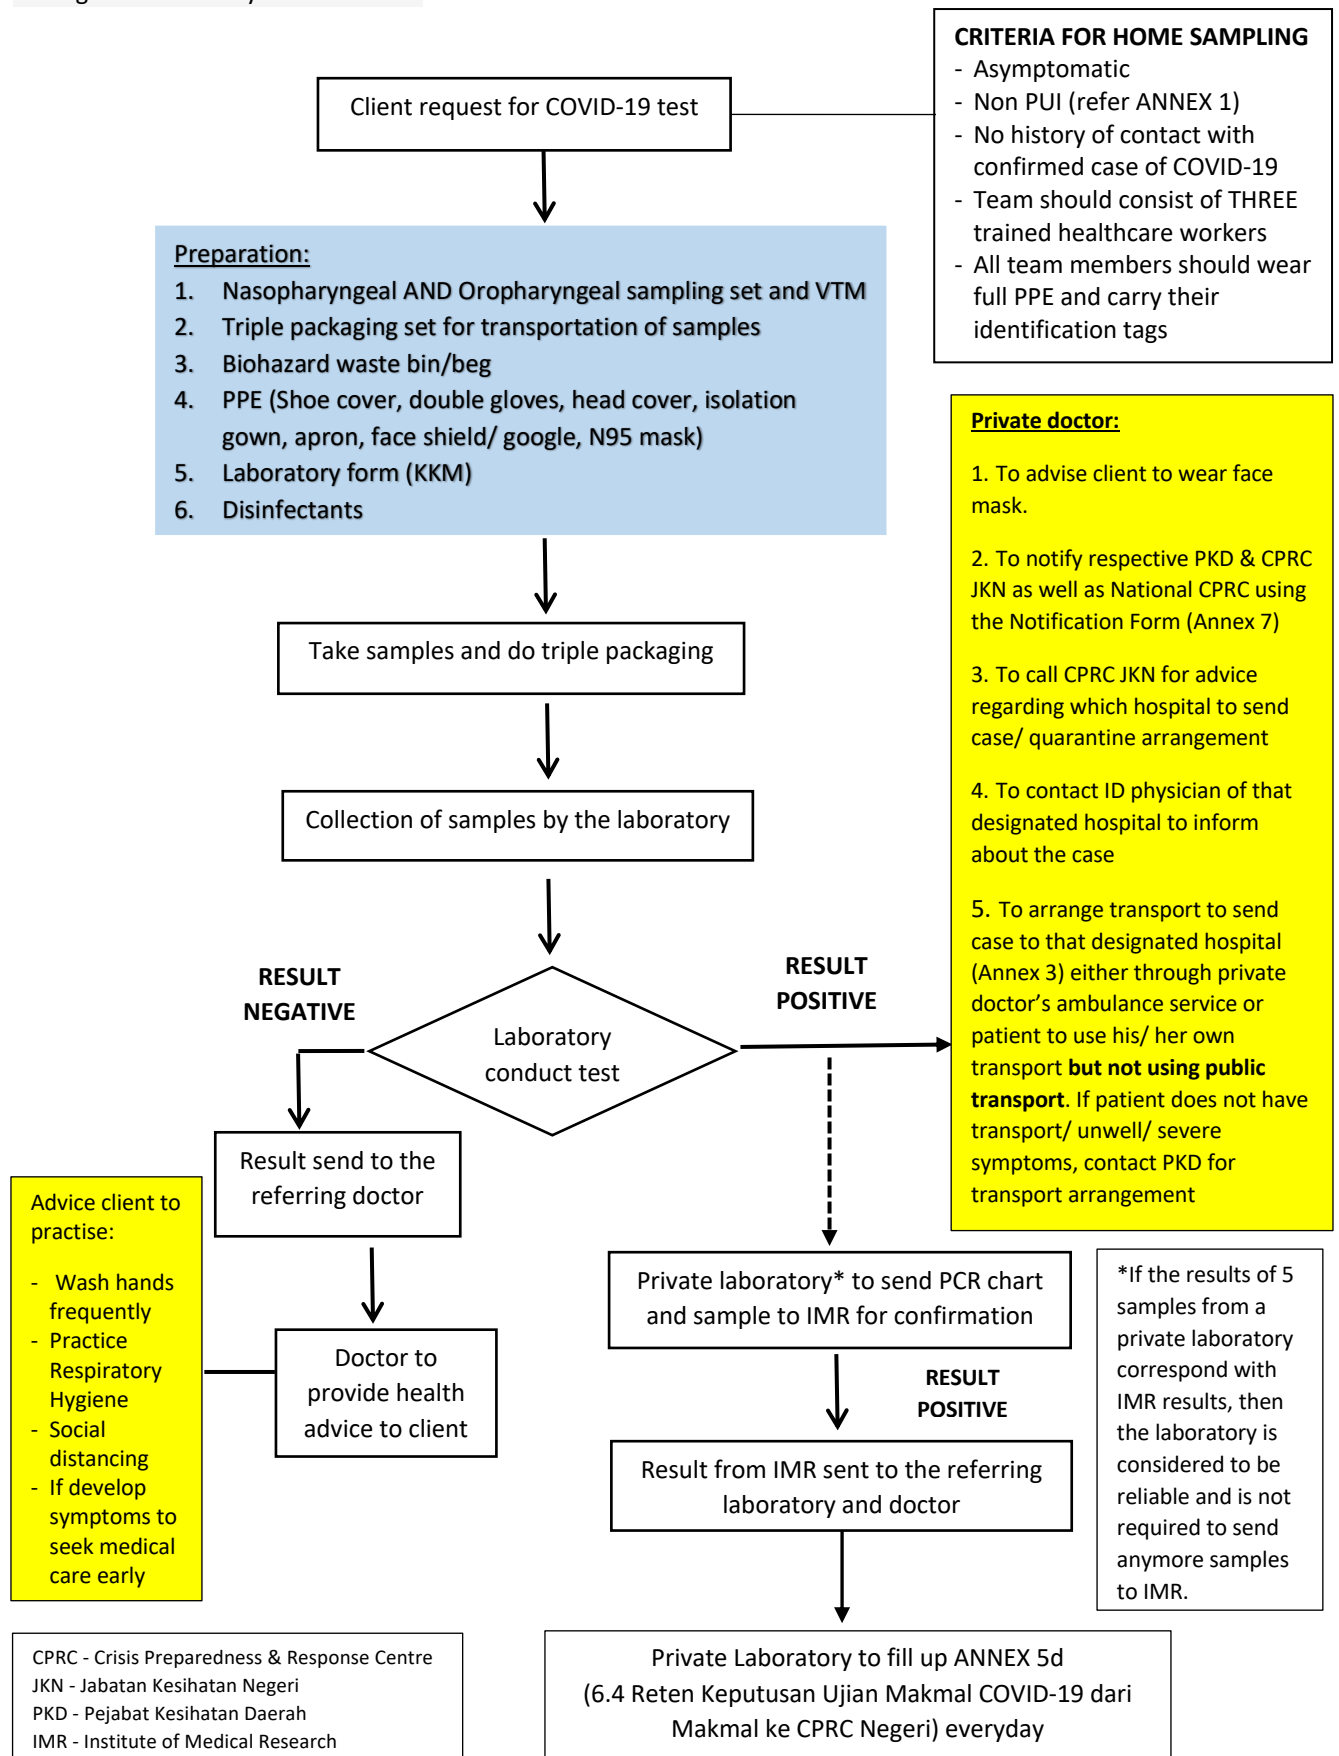 Client request for COVID-19 test
CRITERIA FOR HOME SAMPLING
- Asymptomatic
- Non PUI (refer ANNEX 1)
- No history of contact with
confirmed case of COVID-19
- Team should consist of THREE
trained healthcare workers
- All team members should wear
full PPE and carry their
identification tags
Preparation:
1. Nasopharyngeal AND Oropharyngeal sampling set and VTM
2. Triple packaging set for transportation of samples
3. Biohazard waste bin/beg
4. PPE (Shoe cover, double gloves, head cover, isolation
gown, apron, face shield/ google, N95 mask)
5. Laboratory form (KKM)
6. Disinfectants
Take samples and do triple packaging
Collection of samples by the laboratory
Laboratory
conduct test
RESULT
NEGATIVE
RESULT
POSITIVE
Private doctor:
1. To advise client to wear face
mask.
2. To notify respective PKD & CPRC
JKN as well as National CPRC using
the Notification Form (Annex 7)
3. To call CPRC JKN for advice
regarding which hospital to send
case/ quarantine arrangement
4. To contact ID physician of that
designated hospital to inform
about the case
5. To arrange transport to send
case to that designated hospital
(Annex 3) either through private
doctor's ambulance service or
patient to use his/ her own
transport but not using public
transport. If patient does not have
transport/ unwell/ severe
symptoms, contact PKD for
transport arrangement
Result send to the
referring doctor
Doctor to
provide health
advice to client
Advice client to
practise:
- Wash hands
frequently
- Practice
Respiratory
Hygiene
- Social
distancing
- If develop
symptoms to
seek medical
care early
Private laboratory* to send PCR chart
and sample to IMR for confirmation
RESULT
POSITIVE
Result from IMR sent to the referring
laboratory and doctor
*If the results of 5
samples from a
private laboratory
correspond with
IMR results, then
the laboratory is
considered to be
reliable and is not
required to send
anymore samples
to IMR.
Private Laboratory to fill up ANNEX 5d
(6.4 Reten Keputusan Ujian Makmal COVID-19 dari
Makmal ke CPRC Negeri) everyday
CPRC - Crisis Preparedness & Response Centre
JKN - Jabatan Kesihatan Negeri
PKD - Pejabat Kesihatan Daerah
IMR - Institute of Medical Research